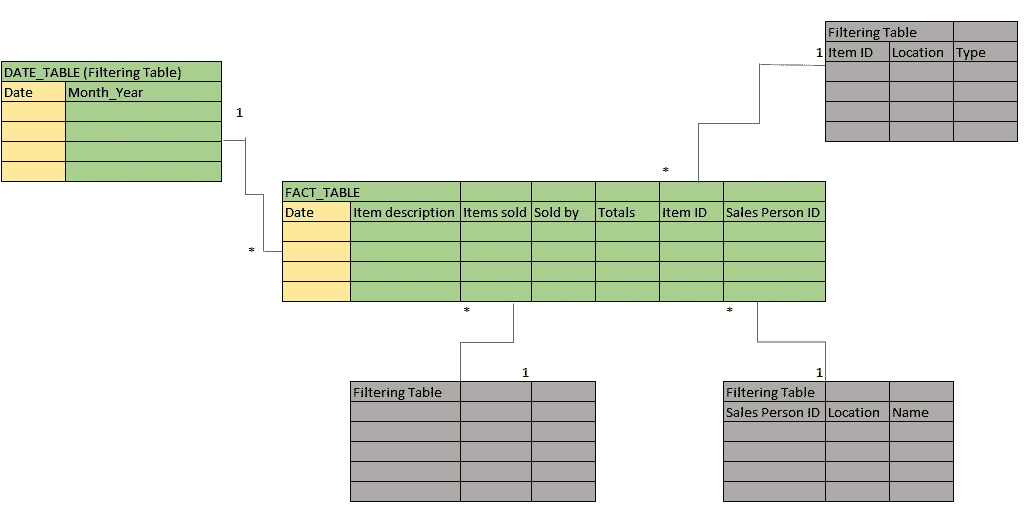 Filtering Table
1 Item ID Location Type
DATE_TABLE (Filtering Table)
Date Month_Year
1
*
FACT_TABLE
Date Item description Items sold Sold by Totals Item ID Sales Person ID
*
* *
1 1
Filtering Table Filtering Table
Sales Person ID Location Name